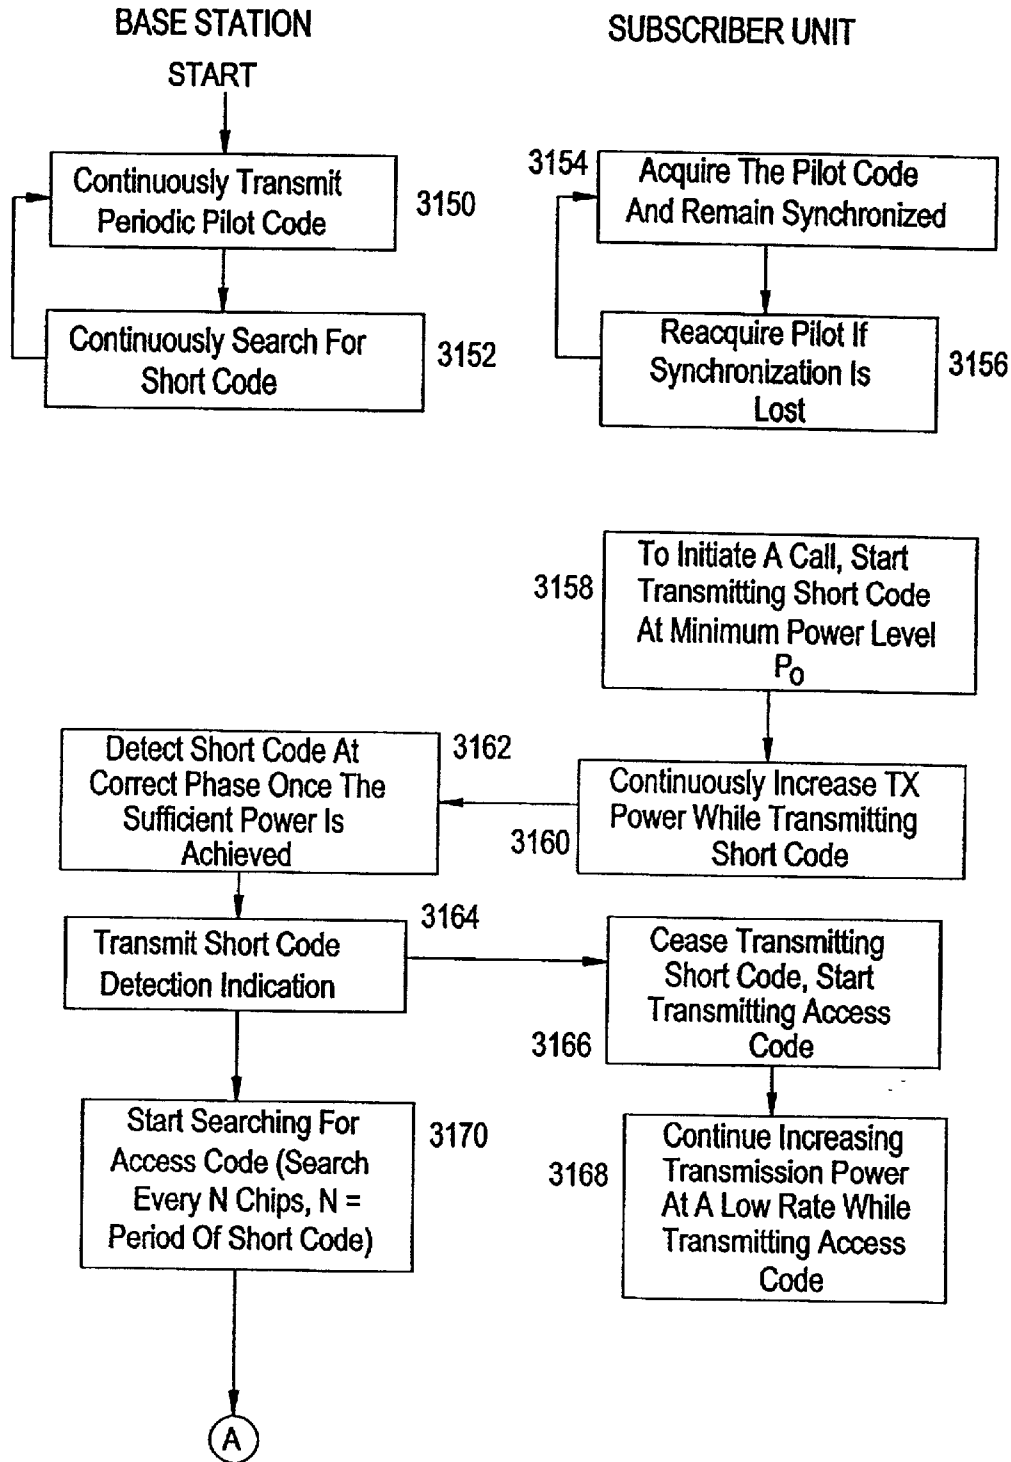 BASE STATION
SUBSCRIBER UNIT
START
Continuously Transmit
Periodic Pilot Code
3150
3154
Acquire The Pilot Code
And Remain Synchronized
Continuously Search For
Short Code
3152
Reacquire Pilot If
Synchronization Is
Lost
3156
3158
To Initiate A Call, Start
Transmitting Short Code
At Minimum Power Level
P0
Detect Short Code At
Correct Phase Once The
Sufficient Power Is
Achieved
3162
3160
Continuously Increase TX
Power While Transmitting
Short Code
Transmit Short Code
Detection Indication
3164
Cease Transmitting
Short Code, Start
Transmitting Access
Code
3166
Start Searching For
Access Code (Search
Every N Chips, N =
Period Of Short Code)
3170
3168
Continue Increasing
Transmission Power
At A Low Rate While
Transmitting Access
Code
A